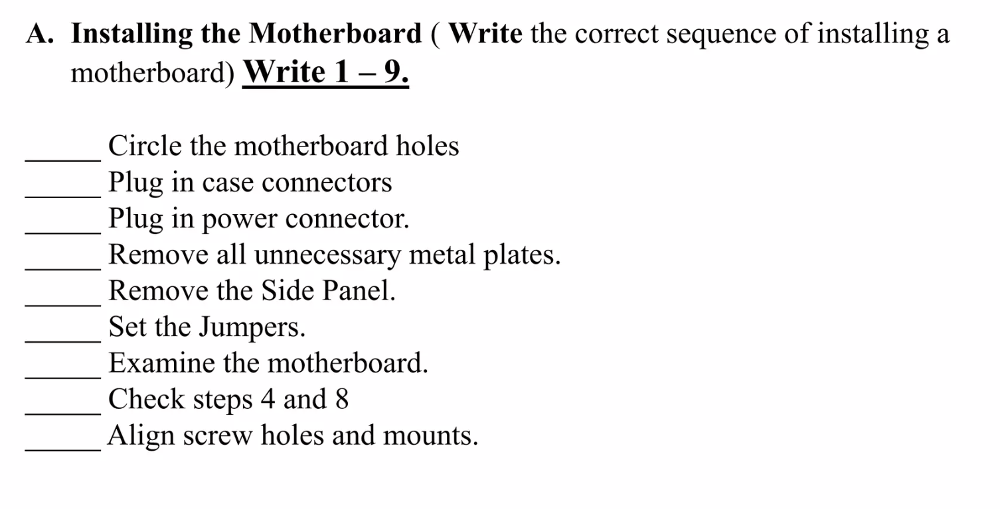 A. Installing the Motherboard ( Write the correct sequence of installing a
motherboard) Write 1 – 9.
______ Circle the motherboard holes
______ Plug in case connectors
______ Plug in power connector.
______ Remove all unnecessary metal plates.
______ Remove the Side Panel.
______ Set the Jumpers.
______ Examine the motherboard.
______ Check steps 4 and 8
______ Align screw holes and mounts.